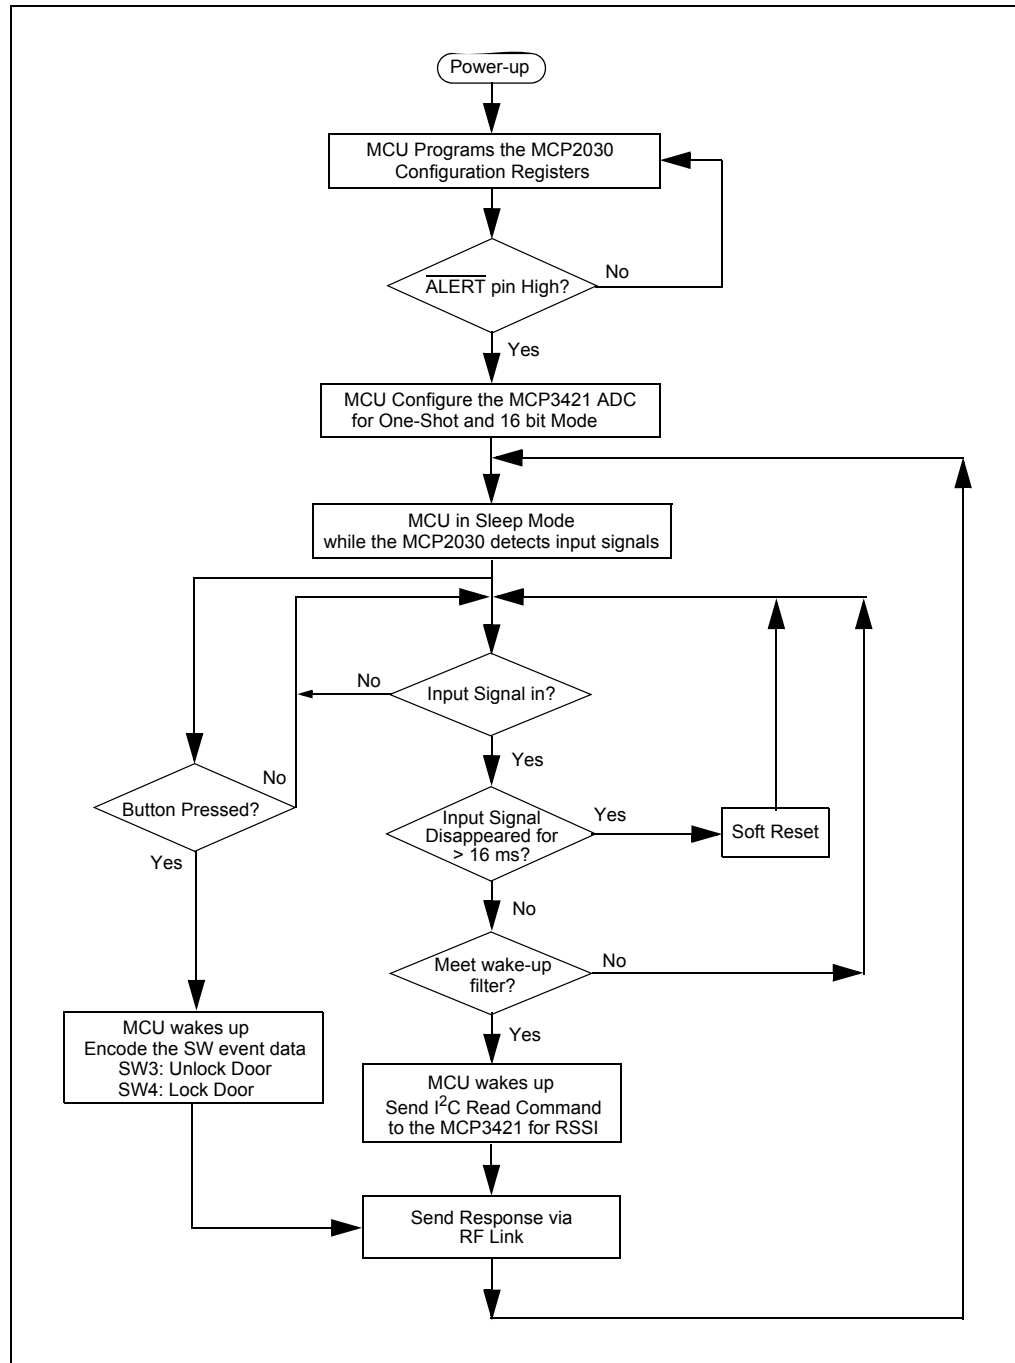 Power-up
MCU Programs the MCP2030
Configuration Registers
ALERT pin High?
No
Yes
MCU Configure the MCP3421 ADC
for One-Shot and 16 bit Mode
MCU in Sleep Mode
while the MCP2030 detects input signals
No
Input Signal in?
Yes
No
Button Pressed?
Yes
Input Signal
Disappeared for
> 16 ms?
Yes
Soft Reset
No
Meet wake-up
filter?
No
Yes
MCU wakes up
Encode the SW event data
SW3: Unlock Door
SW4: Lock Door
MCU wakes up
Send I²C Read Command
to the MCP3421 for RSSI
Send Response via
RF Link